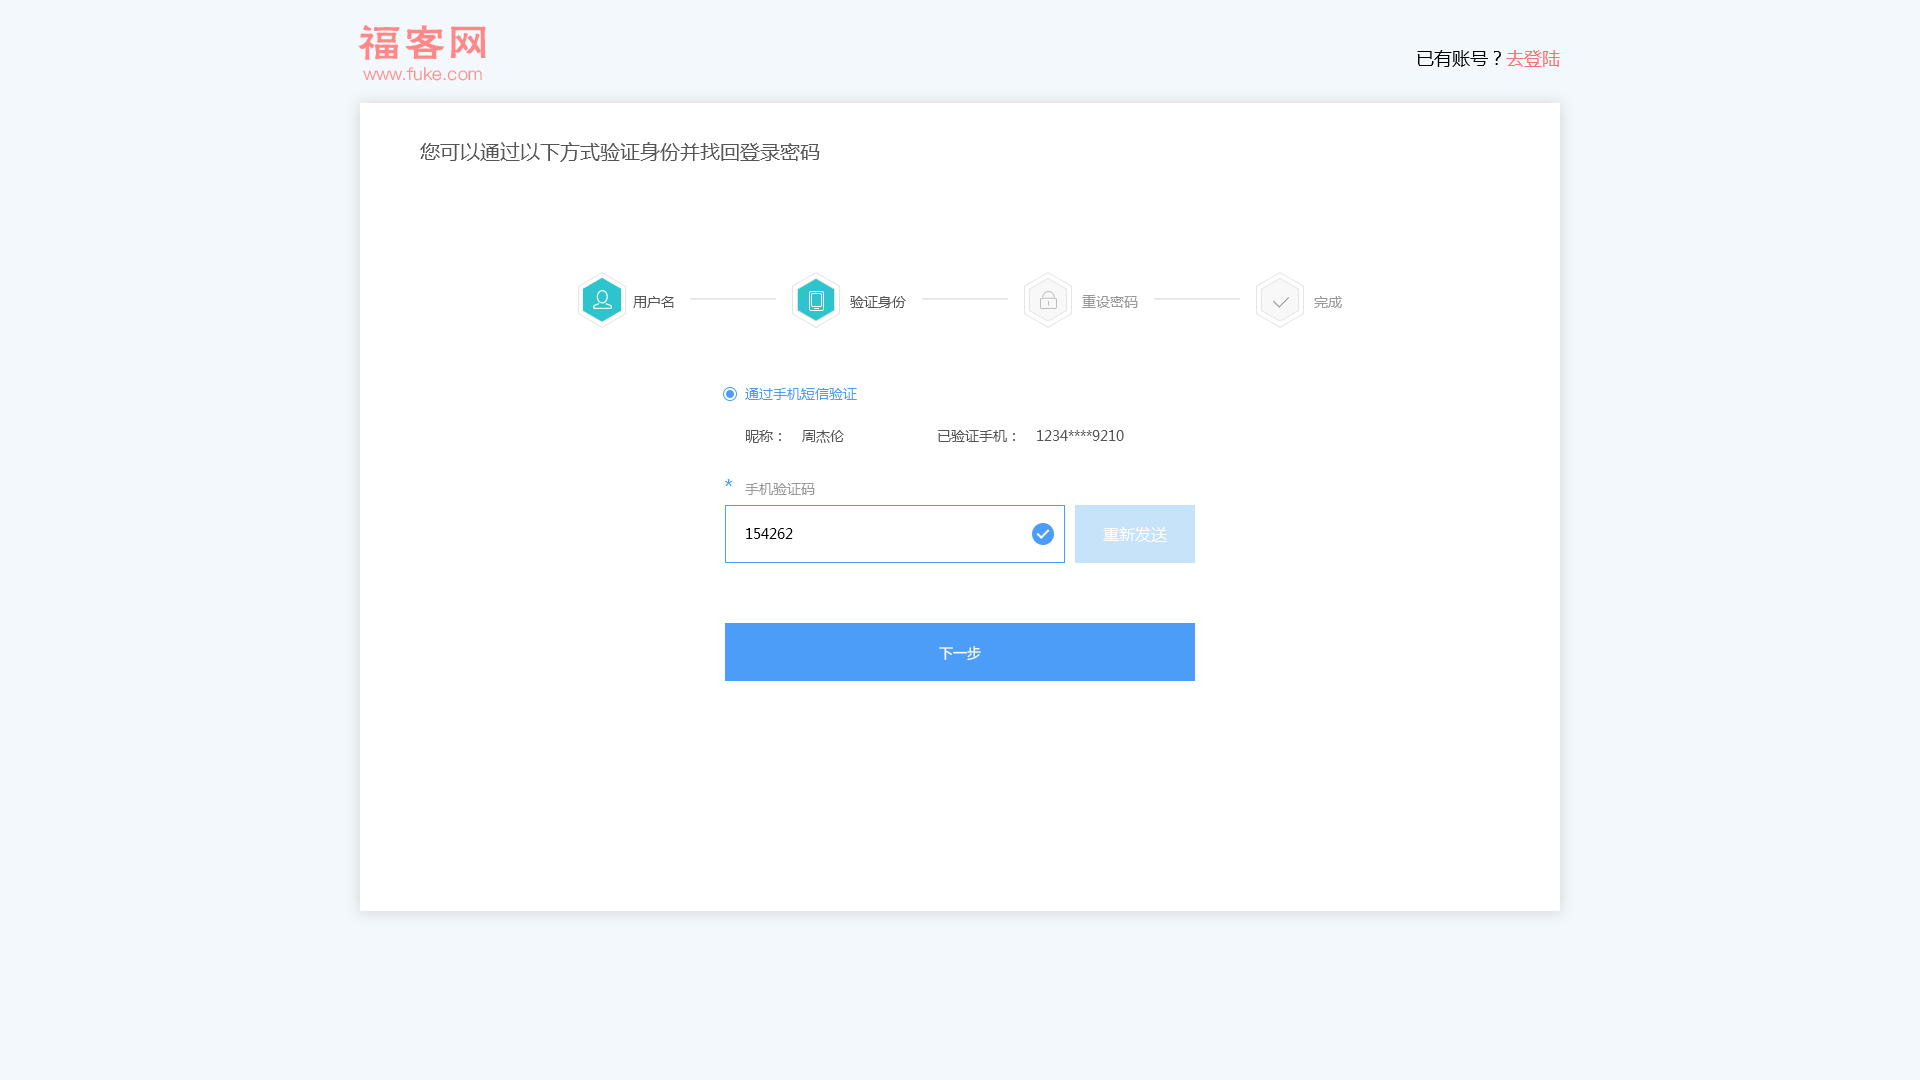 福客网
www.fuke.com
已有账号？去登陆
您可以通过以下方式验证身份并找回登录密码
用户名 验证身份 重设密码 完成
通过手机短信验证
昵称： 周杰伦 已验证手机： 1234****9210
* 手机验证码
154262 重新发送
下一步